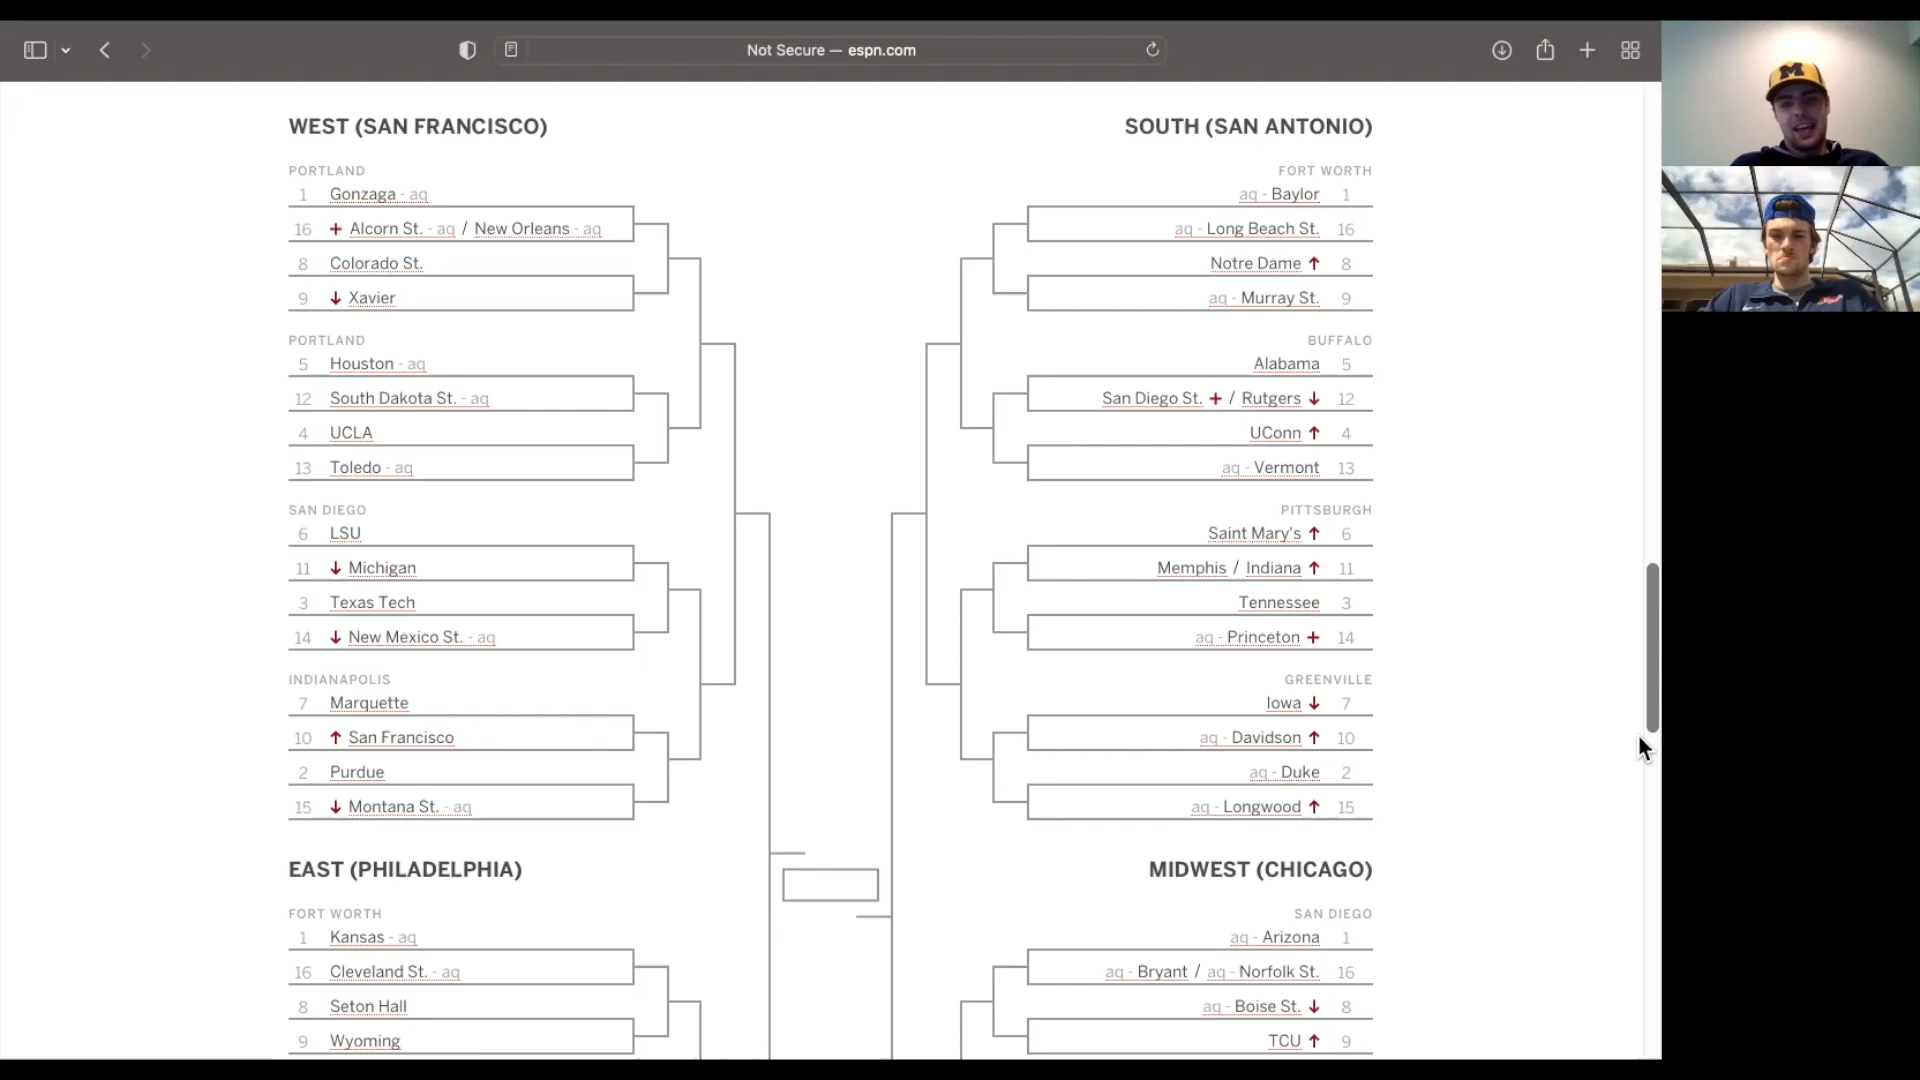 Not Secure — espn.com
M
WEST (SAN FRANCISCO)
PORTLAND
1 Gonzaga - aq
16 + Alcorn St. - aq / New Orleans - aq
8 Colorado St.
9 ↓ Xavier
PORTLAND
5 Houston - aq
12 South Dakota St. - aq
4 UCLA
13 Toledo - aq
SAN DIEGO
6 LSU
11 ↓ Michigan
3 Texas Tech
14 ↓ New Mexico St. - aq
INDIANAPOLIS
7 Marquette
10 ↑ San Francisco
2 Purdue
15 ↓ Montana St. - aq
SOUTH (SAN ANTONIO)
FORT WORTH
aq - Baylor 1
aq - Long Beach St. 16
Notre Dame ↑ 8
aq - Murray St. 9
BUFFALO
Alabama 5
San Diego St. + / Rutgers ↓ 12
UConn ↑ 4
aq - Vermont 13
PITTSBURGH
Saint Mary's ↑ 6
Memphis / Indiana ↑ 11
Tennessee 3
aq - Princeton + 14
GREENVILLE
Iowa ↓ 7
aq - Davidson ↑ 10
aq - Duke 2
aq - Longwood ↑ 15
EAST (PHILADELPHIA)
FORT WORTH
1 Kansas - aq
16 Cleveland St. - aq
8 Seton Hall
9 Wyoming
MIDWEST (CHICAGO)
SAN DIEGO
aq - Arizona 1
aq - Bryant / aq - Norfolk St. 16
aq - Boise St. ↓ 8
TCU ↑ 9